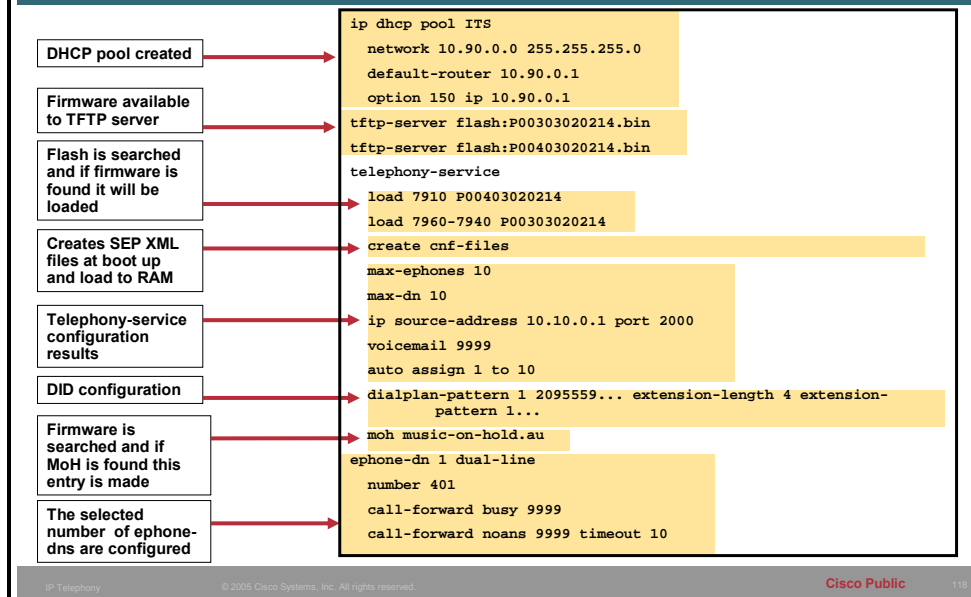 DHCP pool created
Firmware available
to TFTP server
Flash is searched
and if firmware is
found it will be
loaded
Creates SEP XML
files at boot up
and load to RAM
Telephony-service
configuration
results
DID configuration
Firmware is
searched and if
MoH is found this
entry is made
The selected
number of ephone-
dns are configured
ip dhcp pool ITS
network 10.90.0.0 255.255.255.0
default-router 10.90.0.1
option 150 ip 10.90.0.1
tftp-server flash:P00303020214.bin
tftp-server flash:P00403020214.bin
telephony-service
load 7910 P00403020214
load 7960-7940 P00303020214
create cnf-files
max-ephones 10
max-dn 10
ip source-address 10.10.0.1 port 2000
voicemail 9999
auto assign 1 to 10
dialplan-pattern 1 2095559... extension-length 4 extension-
pattern 1...
moh music-on-hold.au
ephone-dn 1 dual-line
number 401
call-forward busy 9999
call-forward noans 9999 timeout 10
IP Telephony
© 2005 Cisco Systems, Inc. All rights reserved.
Cisco Public
118